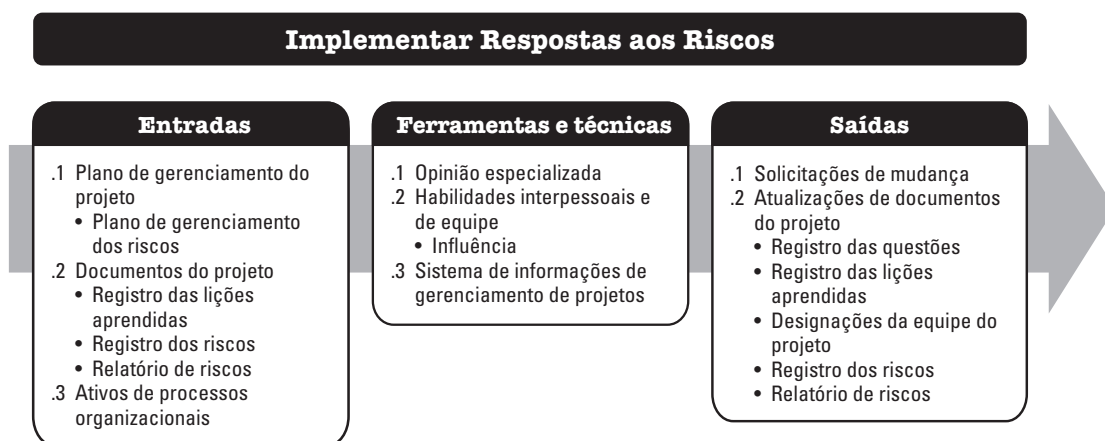 Implementar Respostas aos Riscos
Entradas
.1 Plano de gerenciamento do
projeto
• Plano de gerenciamento
dos riscos
.2 Documentos do projeto
• Registro das lições
aprendidas
• Registro dos riscos
• Relatório de riscos
.3 Ativos de processos
organizacionais
Ferramentas e técnicas
.1 Opinião especializada
.2 Habilidades interpessoais e
de equipe
• Influência
.3 Sistema de informações de
gerenciamento de projetos
Saídas
.1 Solicitações de mudança
.2 Atualizações de documentos
do projeto
• Registro das questões
• Registro das lições
aprendidas
• Designações da equipe do
projeto
• Registro dos riscos
• Relatório de riscos